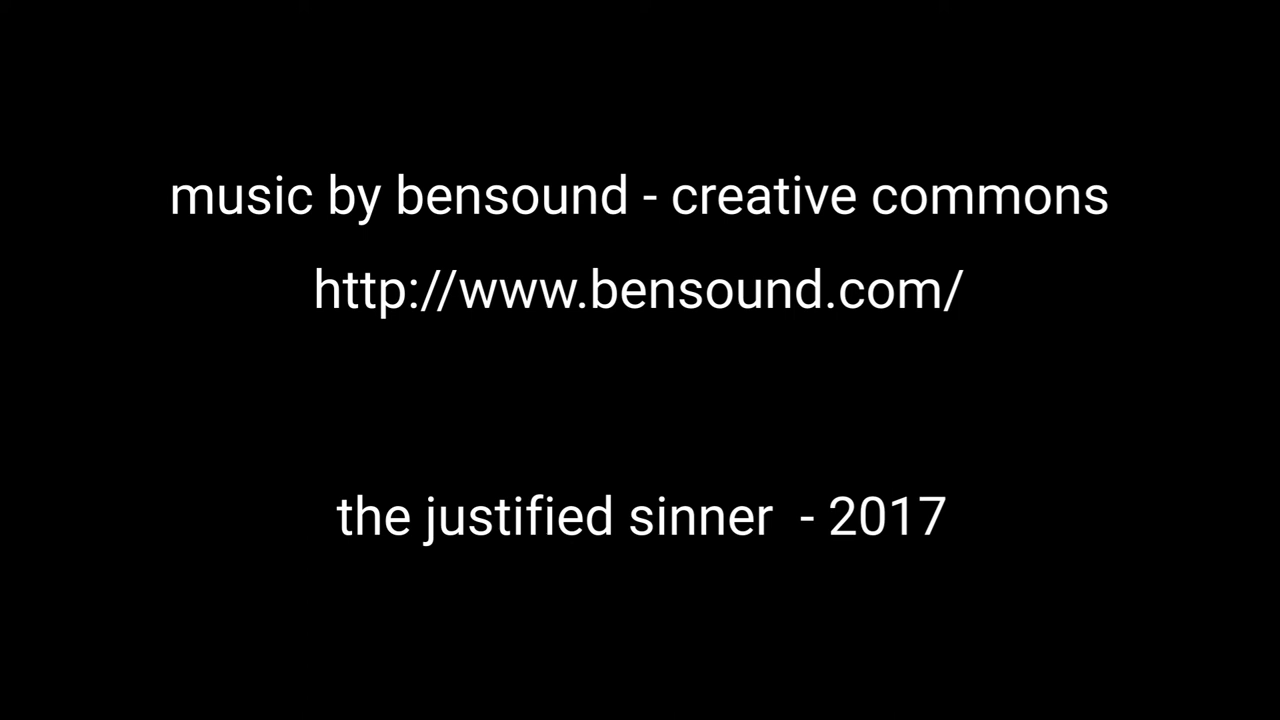 music by bensound - creative commons
http://www.bensound.com/
the justified sinner  - 2017